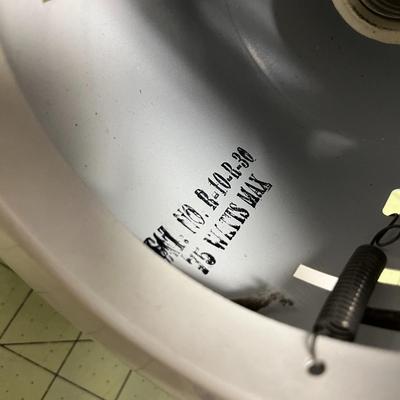 CAT. NO. R-10-R-30
75 WATTS MAX